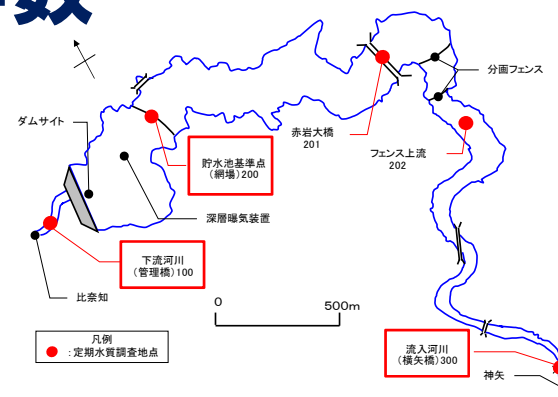 数
分画フェンス
ダムサイト
赤岩大橋
201
フェンス上流
202
貯水池基準点
(網場)200
深層曝気装置
下流河川
(管理橋)100
比奈知
0
500m
凡例
:定期水質調査地点
流入河川
(横矢橋)300
神矢